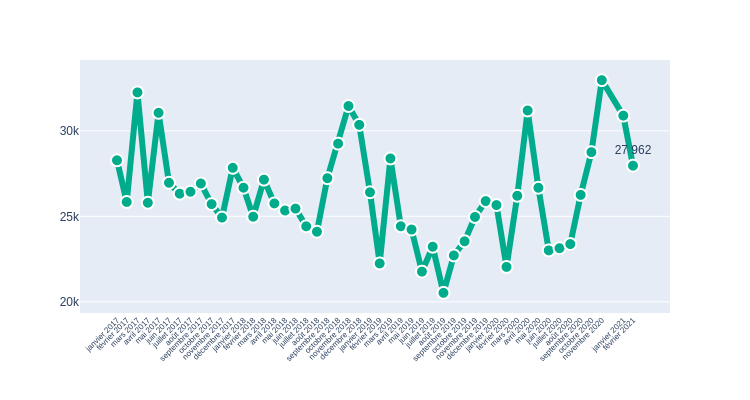 30k
25k
20k
27,962
janvier 2017
février 2017
mars 2017
avril 2017
mai 2017
juin 2017
juillet 2017
août 2017
septembre 2017
octobre 2017
novembre 2017
décembre 2017
janvier 2018
février 2018
mars 2018
avril 2018
mai 2018
juin 2018
juillet 2018
août 2018
septembre 2018
octobre 2018
novembre 2018
décembre 2018
janvier 2019
février 2019
mars 2019
avril 2019
mai 2019
juin 2019
juillet 2019
août 2019
septembre 2019
octobre 2019
novembre 2019
décembre 2019
janvier 2020
février 2020
mars 2020
avril 2020
mai 2020
juin 2020
juillet 2020
août 2020
septembre 2020
octobre 2020
novembre 2020
janvier 2021
février 2021